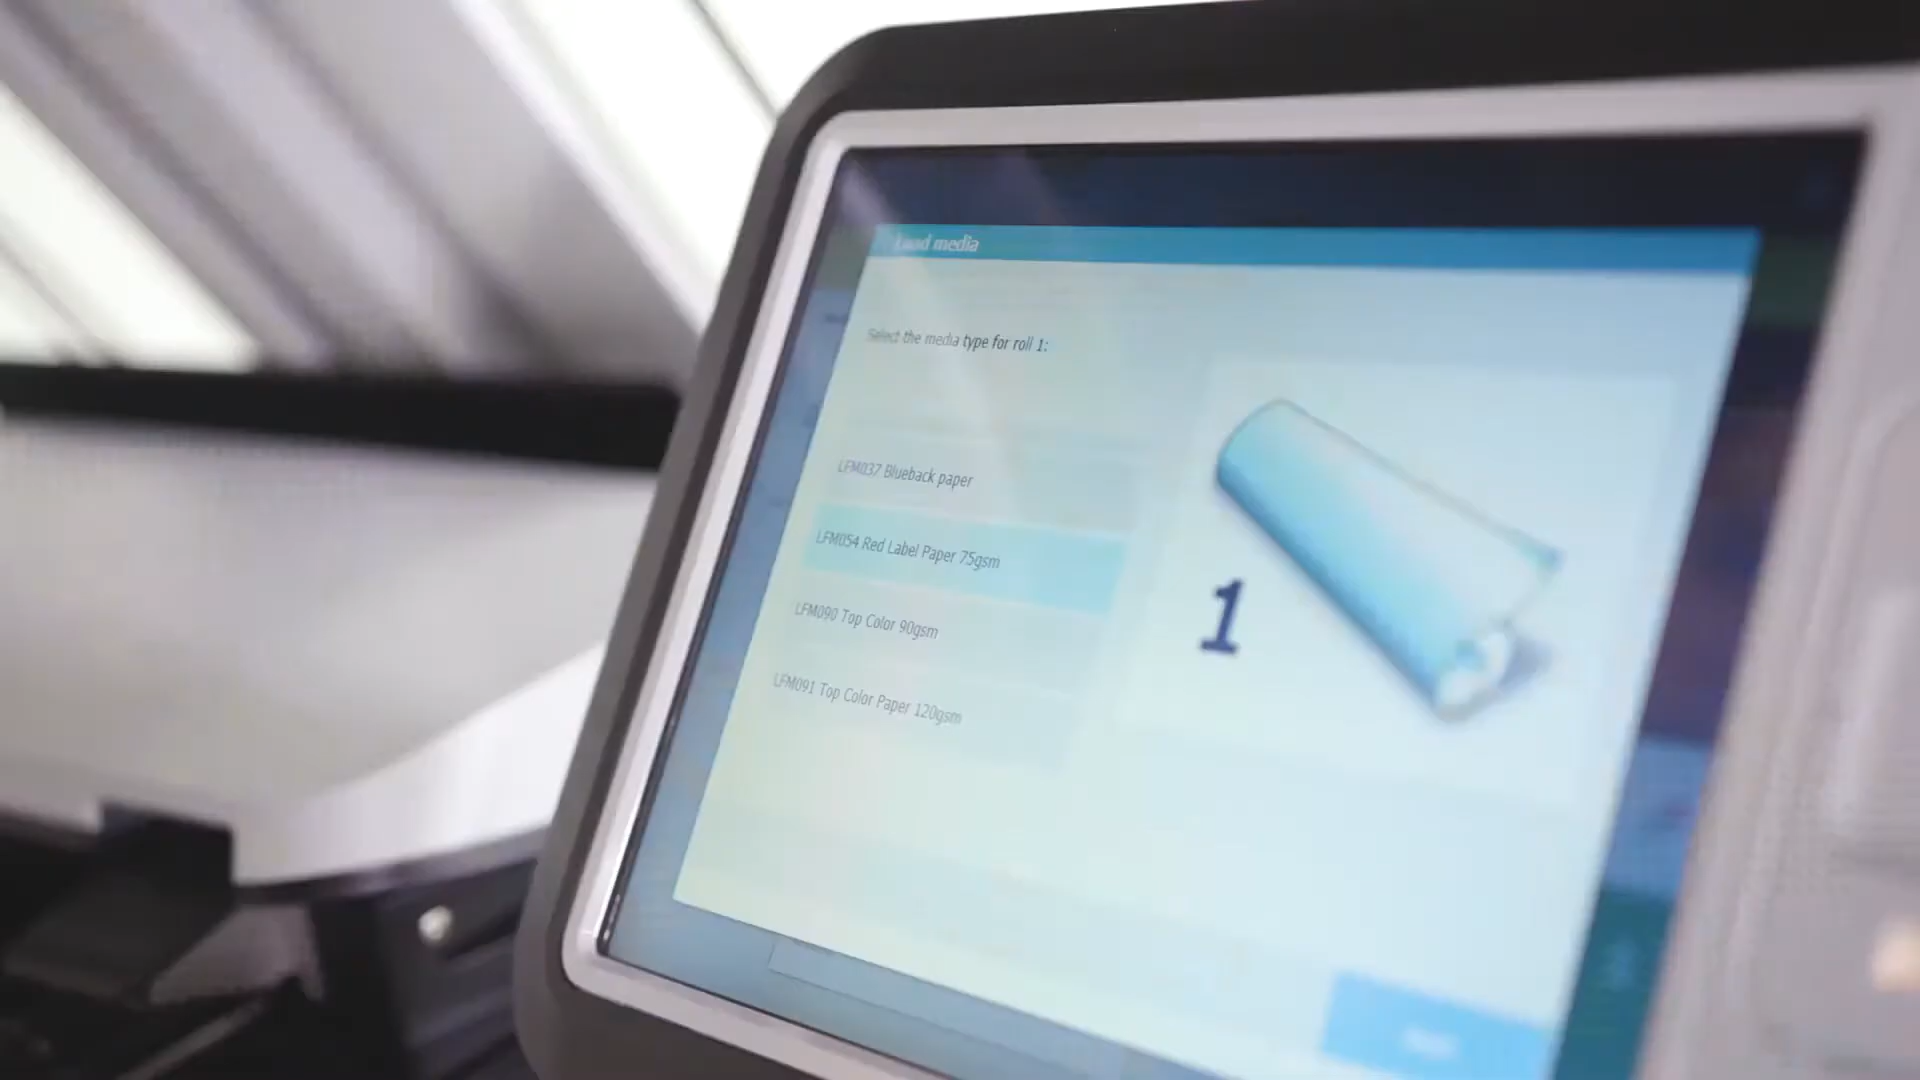 Load media
Select the media type for roll 1:
LFM037 Blueback paper
LFM054 Red Label Paper 75gsm
LFM090 Top Color 90gsm
LFM091 Top Color Paper 120gsm
1